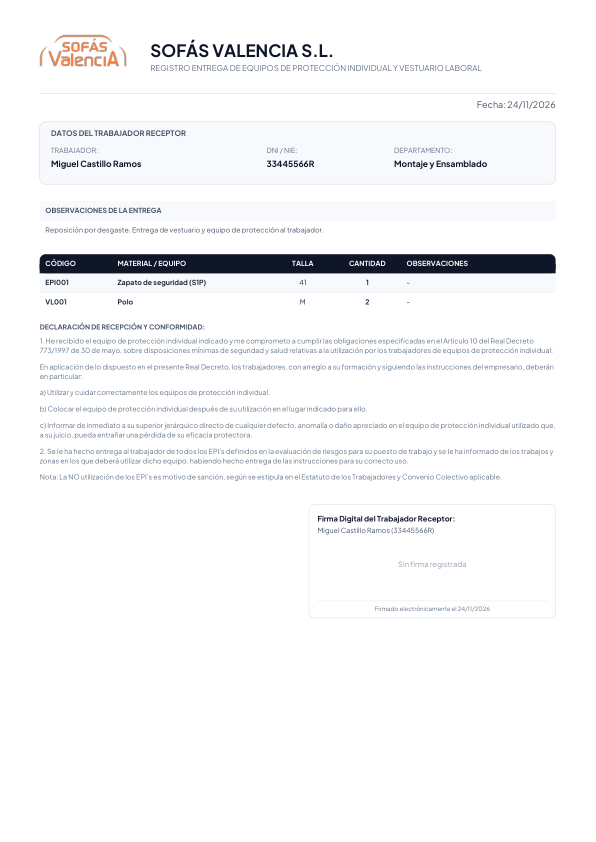 SOFÁS
ValenciA
SOFÁS VALENCIA S.L.
REGISTRO ENTREGA DE EQUIPOS DE PROTECCIÓN INDIVIDUAL Y VESTUARIO LABORAL
Fecha: 24/11/2026
DATOS DEL TRABAJADOR RECEPTOR
TRABAJADOR: DNI / NIE: DEPARTAMENTO:
Miguel Castillo Ramos 33445566R Montaje y Ensamblado
OBSERVACIONES DE LA ENTREGA
Reposición por desgaste. Entrega de vestuario y equipo de protección al trabajador.
CÓDIGO MATERIAL / EQUIPO TALLA CANTIDAD OBSERVACIONES
EPI001 Zapato de seguridad (S1P) 41 1 -
VL001 Polo M 2 -
DECLARACIÓN DE RECEPCIÓN Y CONFORMIDAD:
1. He recibido el equipo de protección individual indicado y me comprometo a cumplir las obligaciones especificadas en el Artículo 10 del Real Decreto
773/1997 de 30 de mayo, sobre disposiciones mínimas de seguridad y salud relativas a la utilización por los trabajadores de equipos de protección individual:
En aplicación de lo dispuesto en el presente Real Decreto, los trabajadores, con arreglo a su formación y siguiendo las instrucciones del empresario, deberán
en particular:
a) Utilizar y cuidar correctamente los equipos de protección individual.
b) Colocar el equipo de protección individual después de su utilización en el lugar indicado para ello.
c) Informar de inmediato a su superior jerárquico directo de cualquier defecto, anomalía o daño apreciado en el equipo de protección individual utilizado que,
a su juicio, pueda entrañar una pérdida de su eficacia protectora.
2. Se le ha hecho entrega al trabajador de todos los EPI's definidos en la evaluación de riesgos para su puesto de trabajo y se le ha informado de los trabajos y
zonas en los que deberá utilizar dicho equipo, habiendo hecho entrega de las instrucciones para su correcto uso.
Nota: La NO utilización de los EPI's es motivo de sanción, según se estipula en el Estatuto de los Trabajadores y Convenio Colectivo aplicable.
Firma Digital del Trabajador Receptor:
Miguel Castillo Ramos (33445566R)
Sin firma registrada
Firmado electrónicamente el 24/11/2026